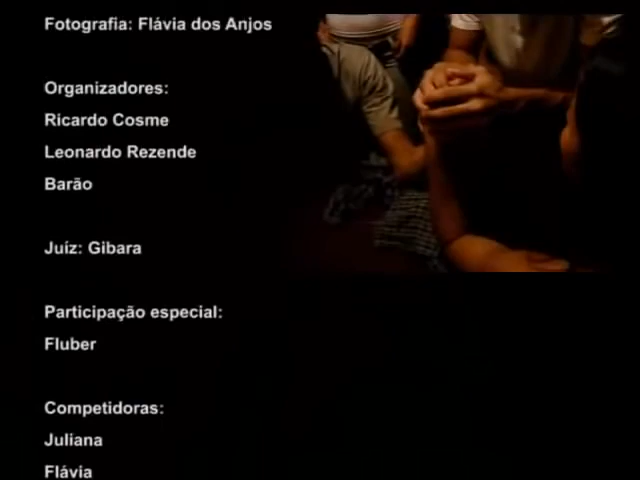 Fotografia: Flávia dos Anjos
Organizadores:
Ricardo Cosme
Leonardo Rezende
Barão
Juíz: Gibara
Participação especial:
Fluber
Competidoras:
Juliana
Flávia